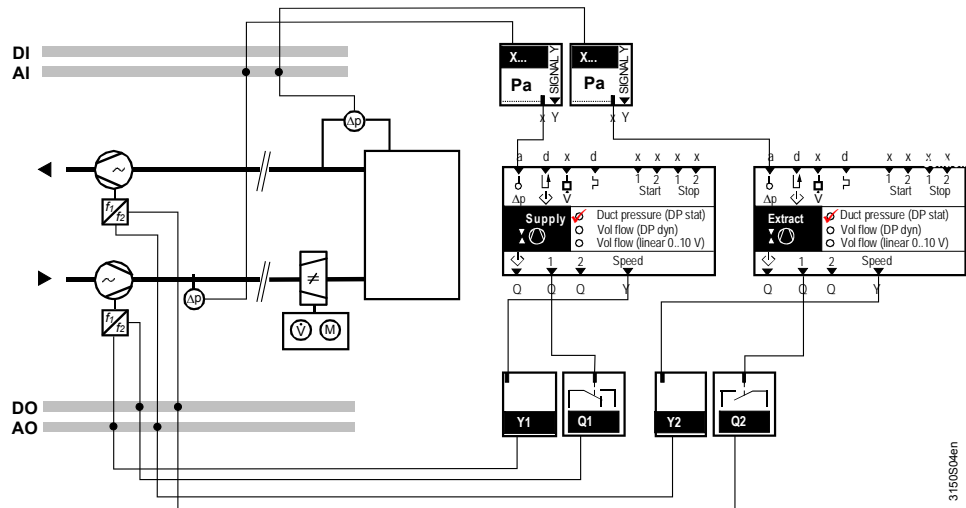 DI
AI
X...
Pa
SIGNAL Y
x Y
X...
Pa
SIGNAL Y
x Y
Δp
~
f1
f2
~
f1
f2
Δp
≠
V̇
M
a d x d x x x x
Δp V̇ 1 2 1 2
Start Stop
Supply
Duct pressure (DP stat)
Vol flow (DP dyn)
Vol flow (linear 0..10 V)
1 2 Speed
Q Q Q Y
a d x d x x x x
Δp V̇ 1 2 1 2
Start Stop
Extract
Duct pressure (DP stat)
Vol flow (DP dyn)
Vol flow (linear 0..10 V)
1 2 Speed
Q Q Q Y
DO
AO
Y1
Q1
Y2
Q2
3150S04en